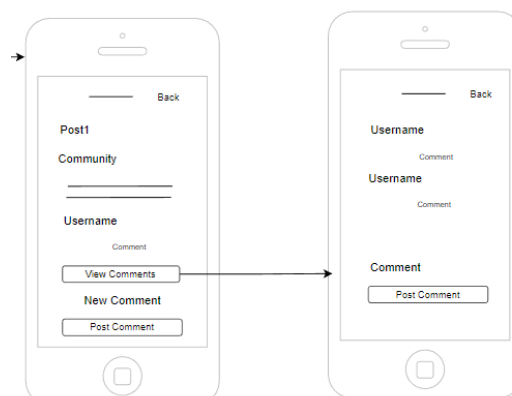 Back
Post1
Community
Username
Comment
View Comments
New Comment
Post Comment
Back
Username
Comment
Username
Comment
Comment
Post Comment